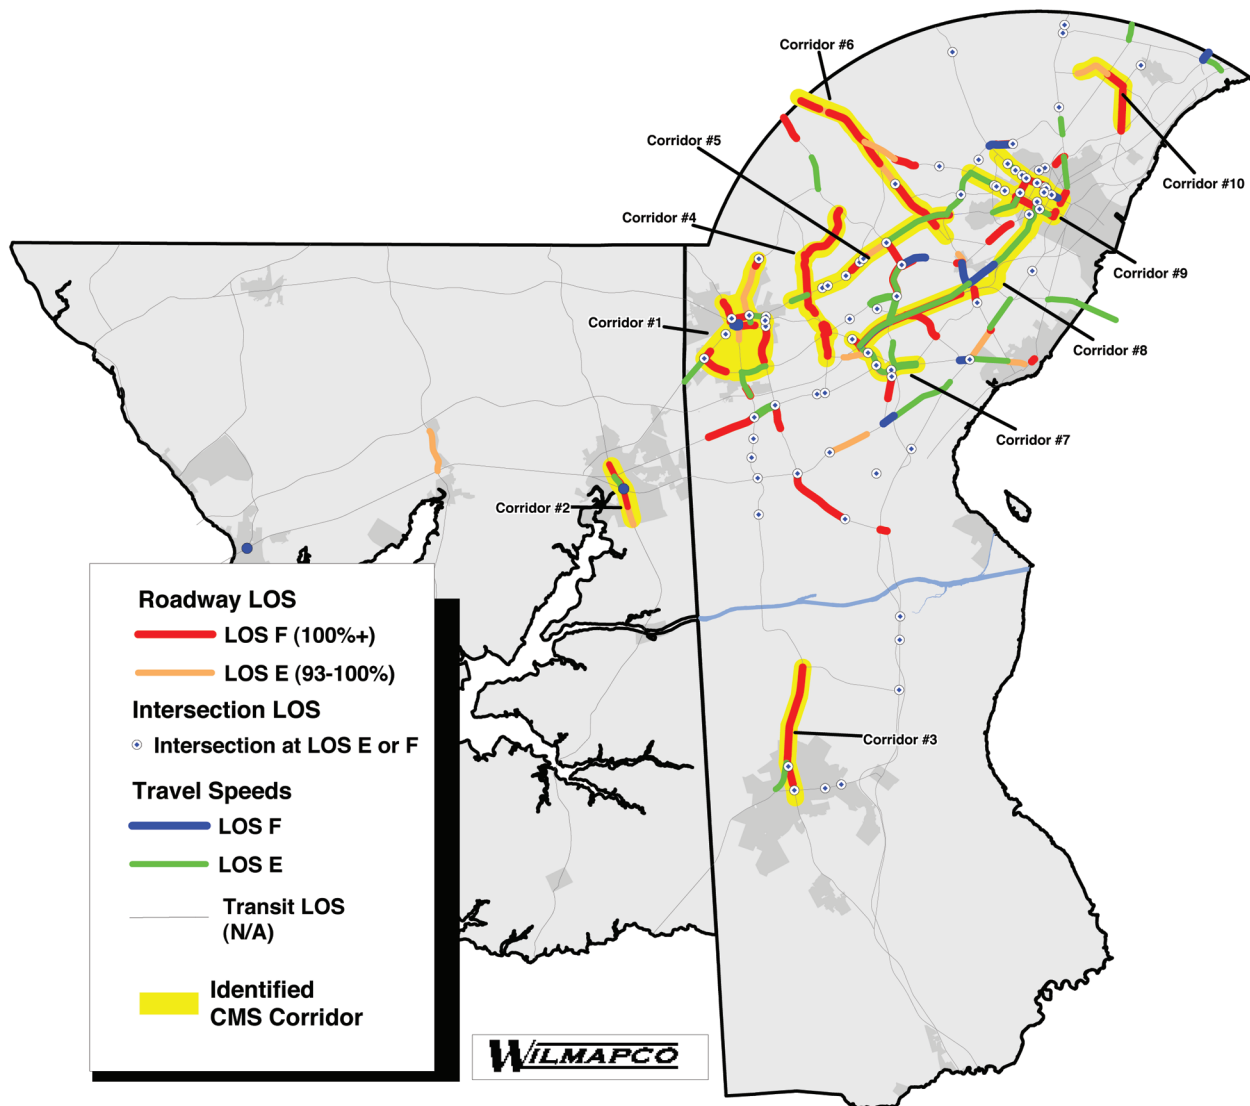 Corridor #6
Corridor #5
Corridor #10
Corridor #4
Corridor #9
Corridor #1
Corridor #8
Corridor #7
Corridor #2
Roadway LOS
LOS F (100%+)
LOS E (93-100%)
Intersection LOS
Intersection at LOS E or F
Corridor #3
Travel Speeds
LOS F
LOS E
Transit LOS
(N/A)
Identified
CMS Corridor
WILMAPCO